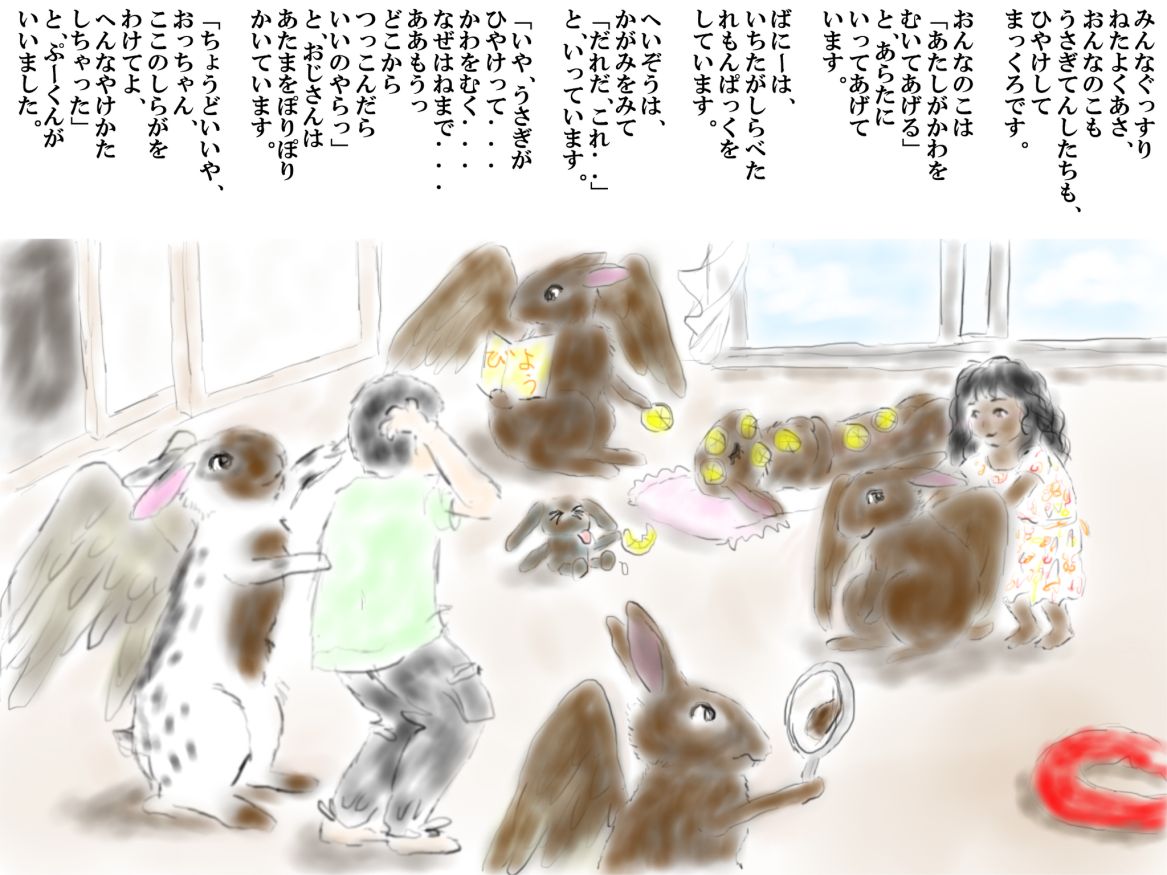 みんなぐっすり
ねたよくあさ、
おんなのこも
うさぎてんしたちも、
ひやけして
まっくろです。
おんなのこは
「あたしがかわを
むいてあげる」
と、あらたに
いってあげて
います。
ばにーは、
いちたがしらべた
れもんぱっくを
しています。
へいぞうは、
かがみをみて
「だれだ、これ・・」
と、いっています。
「いや、うさぎが
ひやけって・・・
かわをむく・・・・
なぜはねまで・・・・
ああもうっ
どこから
つっこんだら
いいのやらっ」
と、おじさんは
あたまをぽりぽり
かいています。
「ちょうどいいや、
おっちゃん、
ここのしらがを
わけてよ、
へんなやけかた
しちゃった」
と、ぷーくんが
いいました。
びよう